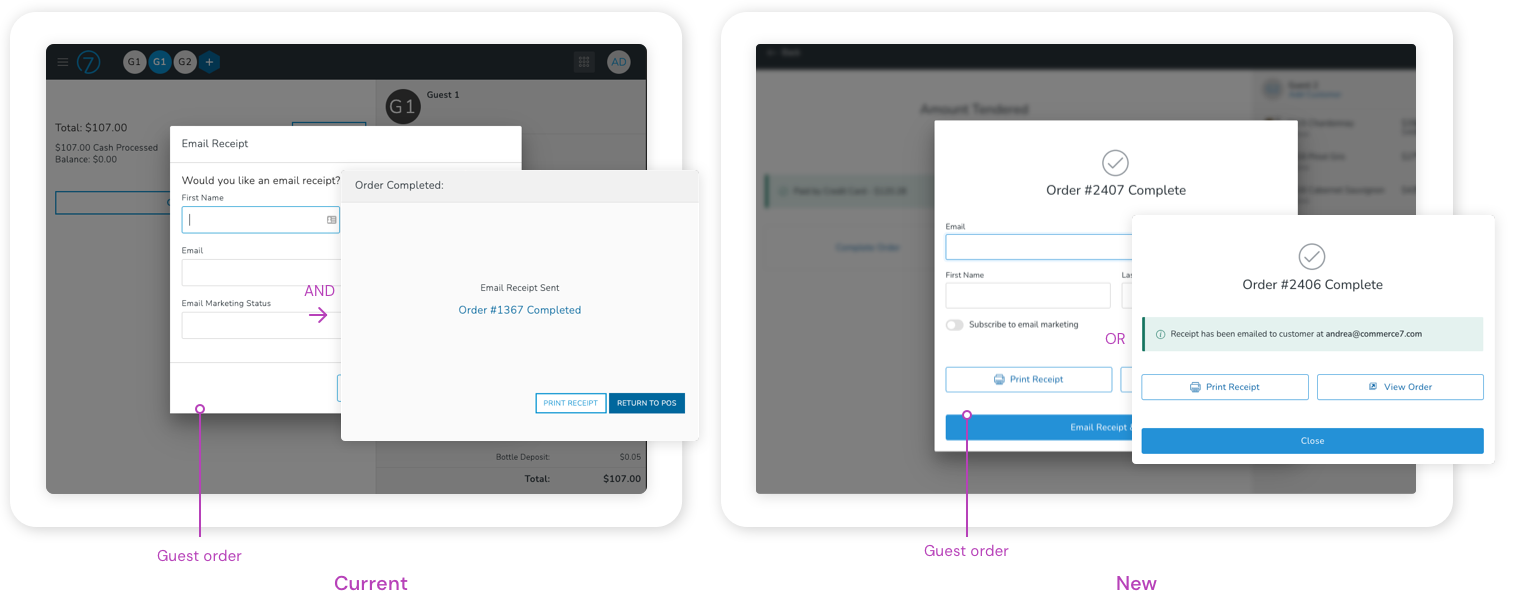 7
G1
G1
G2
+
AD
G1
Guest 1
Total: $107.00
$107.00 Cash Processed
Balance: $0.00
Email Receipt
Would you like an email receipt?
First Name
Email
Email Marketing Status
AND
Order Completed:
Email Receipt Sent
Order #1367 Completed
PRINT RECEIPT
RETURN TO POS
Bottle Deposit:
$0.05
Total:
$107.00
Guest order
Current
Amount Tendered
Complete Order
Order #2407 Complete
Email
First Name
Subscribe to email marketing
Print Receipt
Email Receipt
OR
Order #2406 Complete
Receipt has been emailed to customer at andrea@commerce7.com
Print Receipt
View Order
Close
Guest order
New